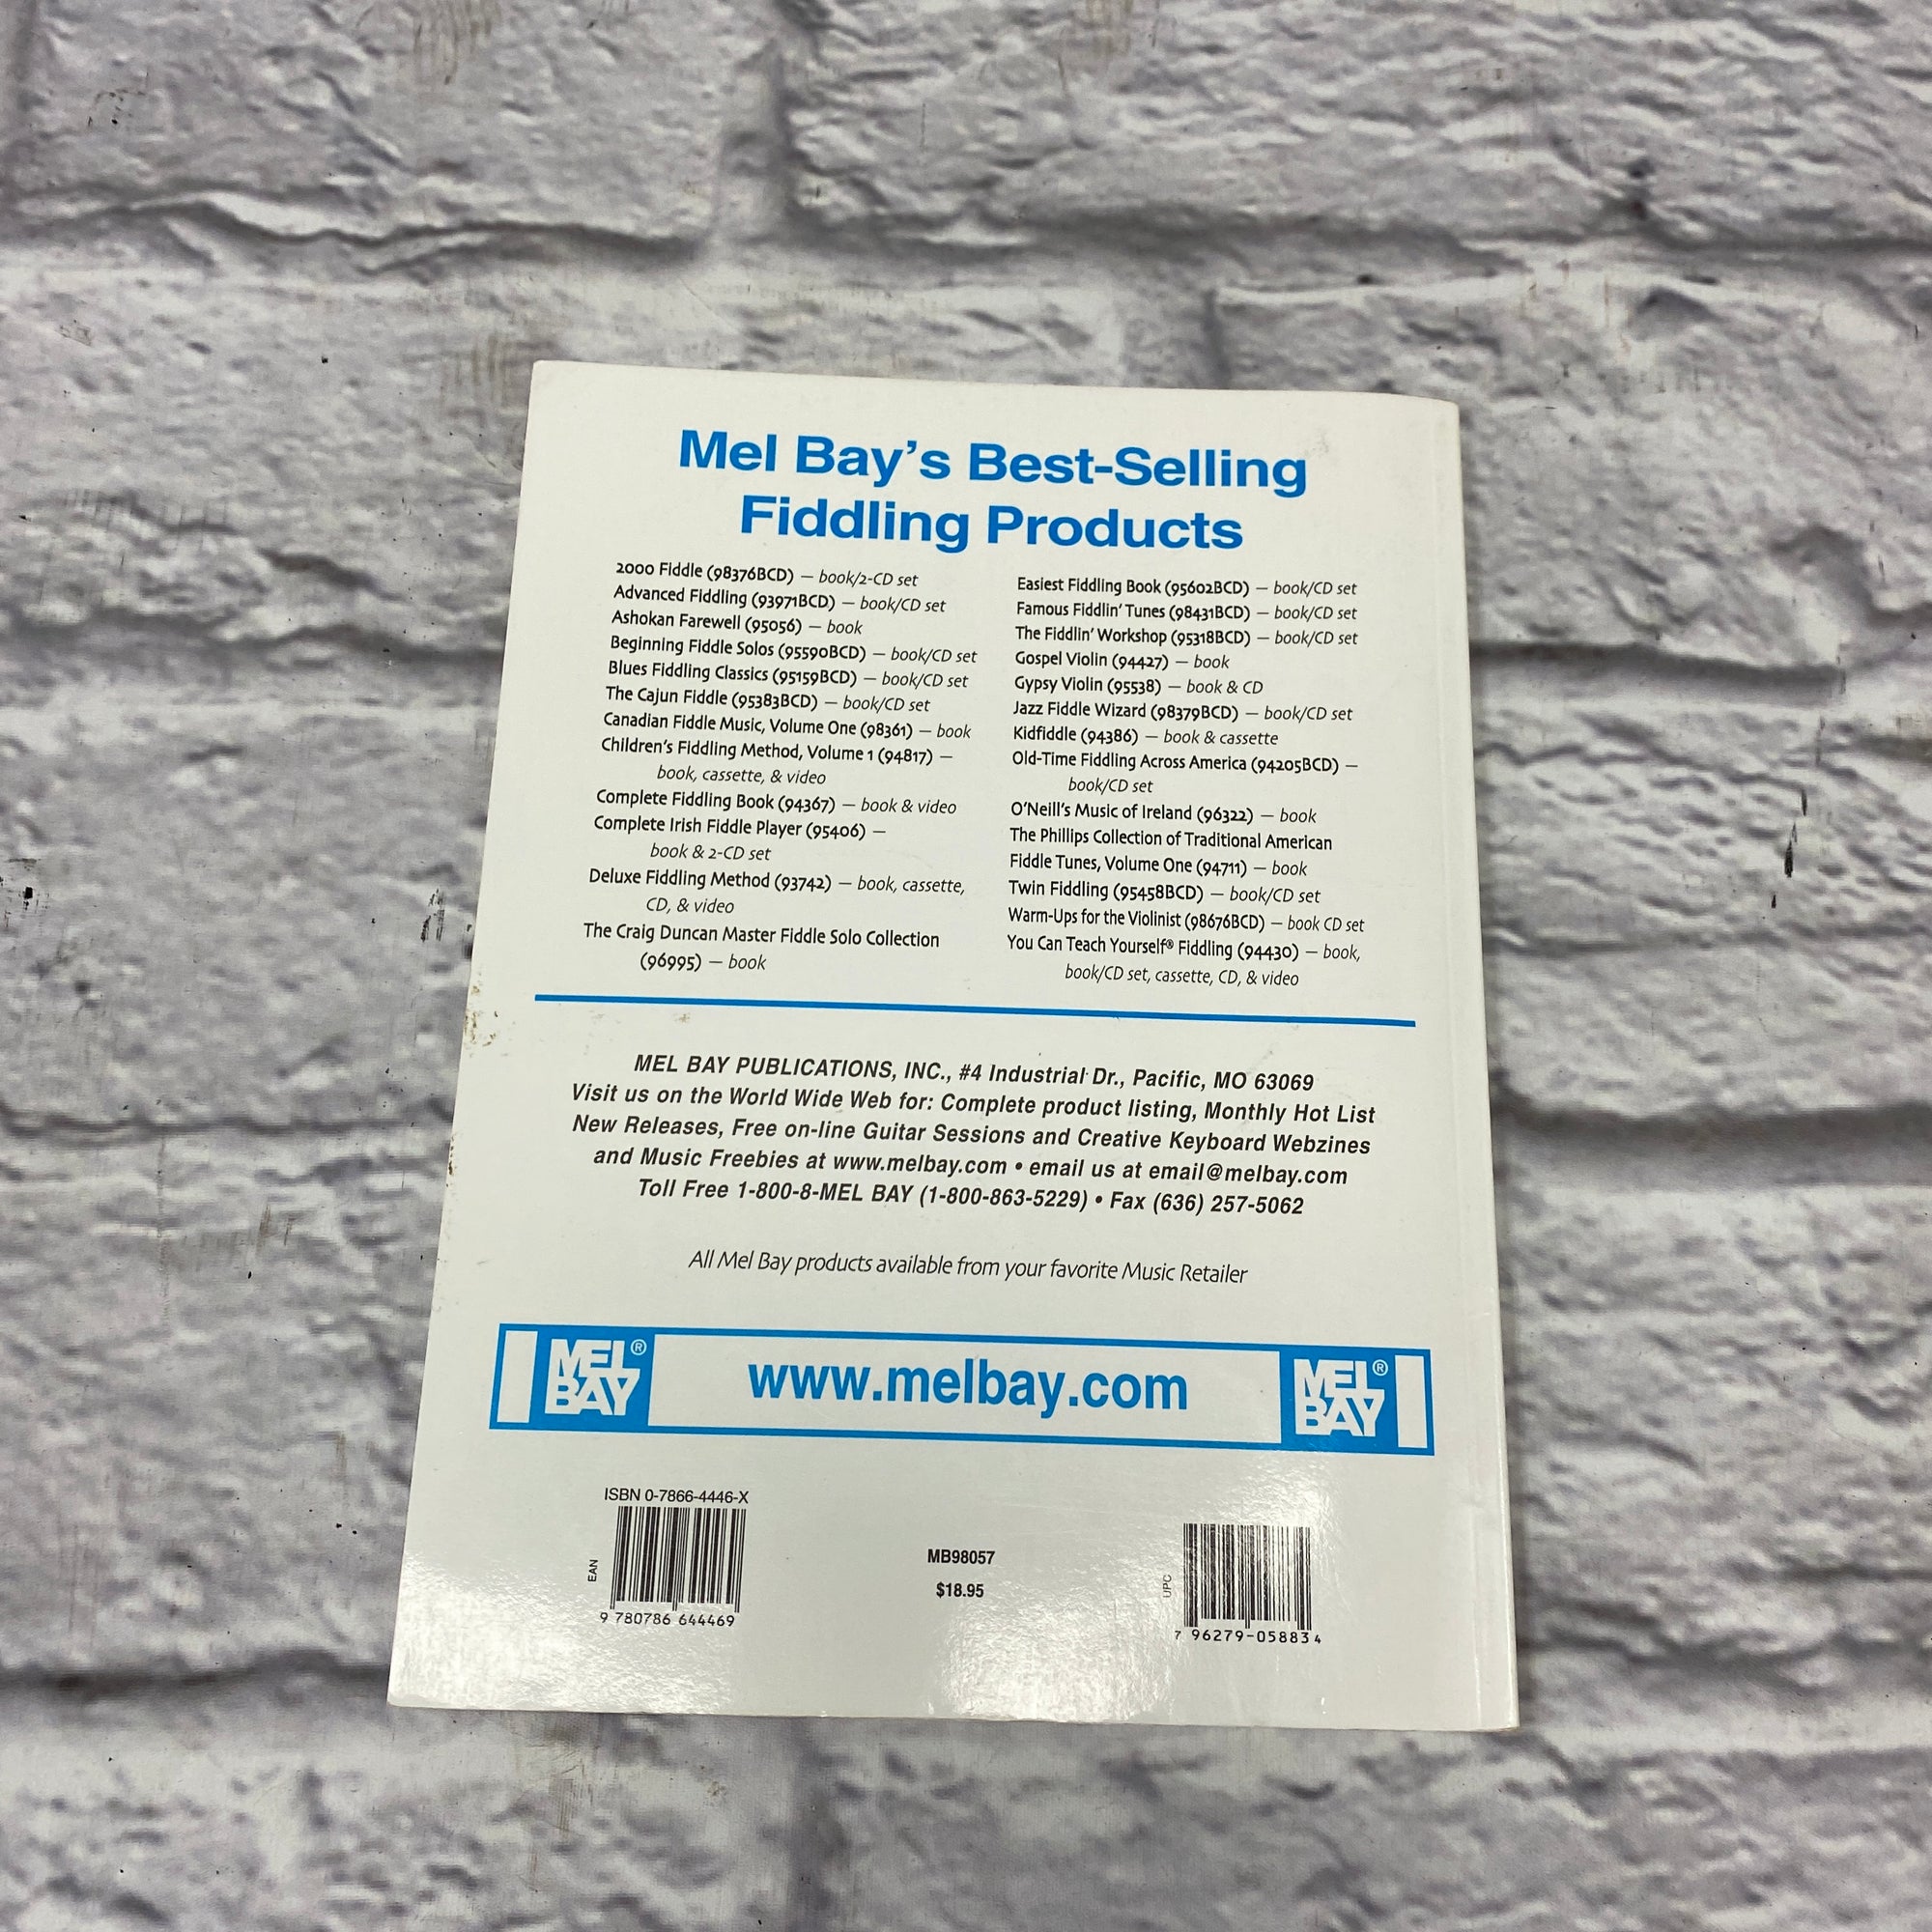 Mel Bay's Best-Selling
Fiddling Products
2000 Fiddle (98376BCD) — book/2-CD set
Advanced Fiddling (93971BCD) — book/CD set
Ashokan Farewell (95056) — book
Beginning Fiddle Solos (95590BCD) — book/CD set
Blues Fiddling Classics (95159BCD) — book/CD set
The Cajun Fiddle (95383BCD) — book/CD set
Canadian Fiddle Music, Volume One (98361) — book
Children's Fiddling Method, Volume 1 (94817) —
book, cassette, & video
Complete Fiddling Book (94367) — book & video
Complete Irish Fiddle Player (95406) —
book & 2-CD set
Deluxe Fiddling Method (93742) — book, cassette,
CD, & video
The Craig Duncan Master Fiddle Solo Collection
(96995) — book
Easiest Fiddling Book (95602BCD) — book/CD set
Famous Fiddlin' Tunes (98431BCD) — book/CD set
The Fiddlin' Workshop (95318BCD) — book/CD set
Gospel Violin (94427) — book
Gypsy Violin (95538) — book & CD
Jazz Fiddle Wizard (98379BCD) — book/CD set
Kidfiddle (94386) — book & cassette
Old-Time Fiddling Across America (94205BCD) —
book/CD set
O'Neill's Music of Ireland (96322) — book
The Phillips Collection of Traditional American
Fiddle Tunes, Volume One (94711) — book
Twin Fiddling (95458BCD) — book/CD set
Warm-Ups for the Violinist (98676BCD) — book CD set
You Can Teach Yourself® Fiddling (94430) — book,
book/CD set, cassette, CD, & video
MEL BAY PUBLICATIONS, INC., #4 Industrial Dr., Pacific, MO 63069
Visit us on the World Wide Web for: Complete product listing, Monthly Hot List
New Releases, Free on-line Guitar Sessions and Creative Keyboard Webzines
and Music Freebies at www.melbay.com • email us at email@melbay.com
Toll Free 1-800-8-MEL BAY (1-800-863-5229) • Fax (636) 257-5062
All Mel Bay products available from your favorite Music Retailer
MEL BAY®
www.melbay.com
MEL BAY®
ISBN 0-7866-4446-X
EAN
9 780786 644469
MB98057
$18.95
UPC
7 96279-05883 4